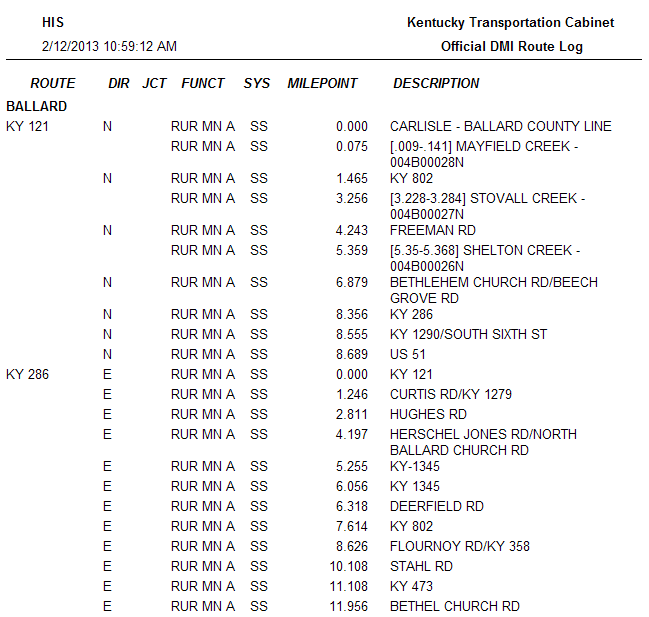 HIS Kentucky Transportation Cabinet
2/12/2013 10:59:12 AM Official DMI Route Log
ROUTE DIR JCT FUNCT SYS MILEPOINT DESCRIPTION
BALLARD
KY 121 N RUR MN A SS 0.000 CARLISLE - BALLARD COUNTY LINE
RUR MN A SS 0.075 [.009-.141] MAYFIELD CREEK -
004B00028N
N RUR MN A SS 1.465 KY 802
RUR MN A SS 3.256 [3.228-3.284] STOVALL CREEK -
004B00027N
N RUR MN A SS 4.243 FREEMAN RD
RUR MN A SS 5.359 [5.35-5.368] SHELTON CREEK -
004B00026N
N RUR MN A SS 6.879 BETHLEHEM CHURCH RD/BEECH
GROVE RD
N RUR MN A SS 8.356 KY 286
N RUR MN A SS 8.555 KY 1290/SOUTH SIXTH ST
N RUR MN A SS 8.689 US 51
KY 286 E RUR MN A SS 0.000 KY 121
E RUR MN A SS 1.246 CURTIS RD/KY 1279
E RUR MN A SS 2.811 HUGHES RD
E RUR MN A SS 4.197 HERSCHEL JONES RD/NORTH
BALLARD CHURCH RD
E RUR MN A SS 5.255 KY-1345
E RUR MN A SS 6.056 KY 1345
E RUR MN A SS 6.318 DEERFIELD RD
E RUR MN A SS 7.614 KY 802
E RUR MN A SS 8.626 FLOURNOY RD/KY 358
E RUR MN A SS 10.108 STAHL RD
E RUR MN A SS 11.108 KY 473
E RUR MN A SS 11.956 BETHEL CHURCH RD